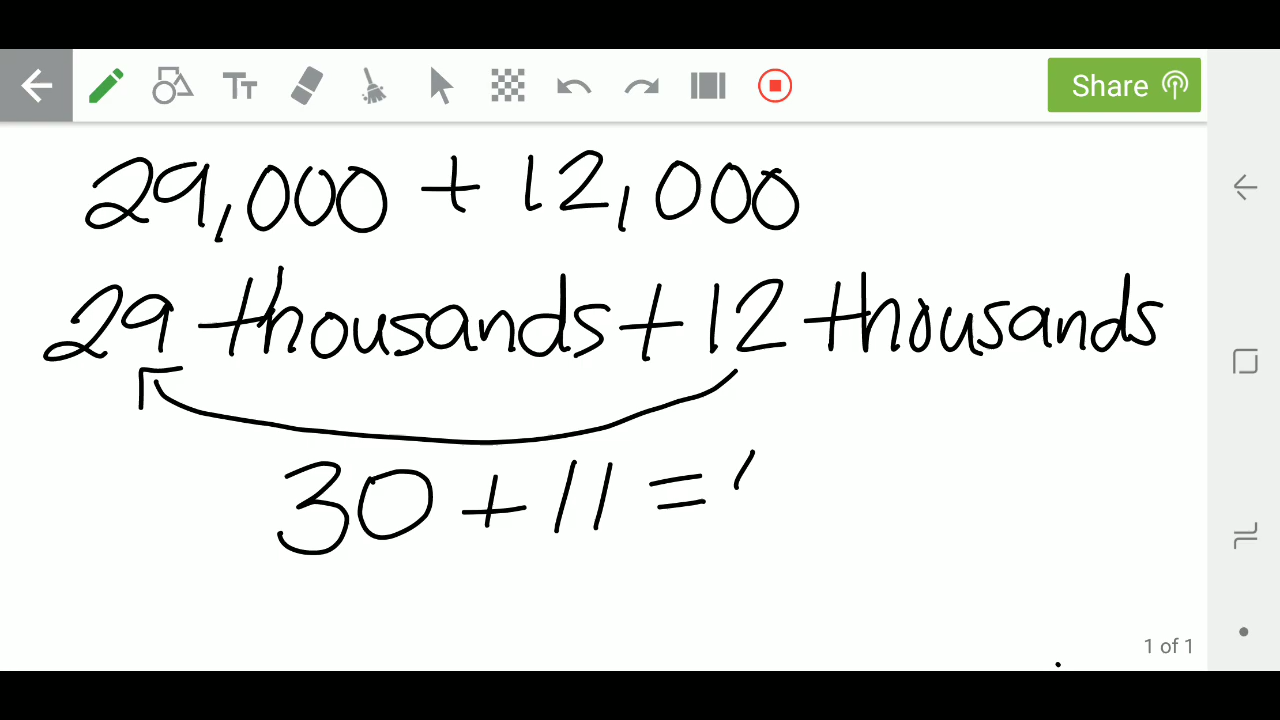 Share
29,000 + 12,000
29 thousands + 12 thousands
30 + 11 =
1 of 1